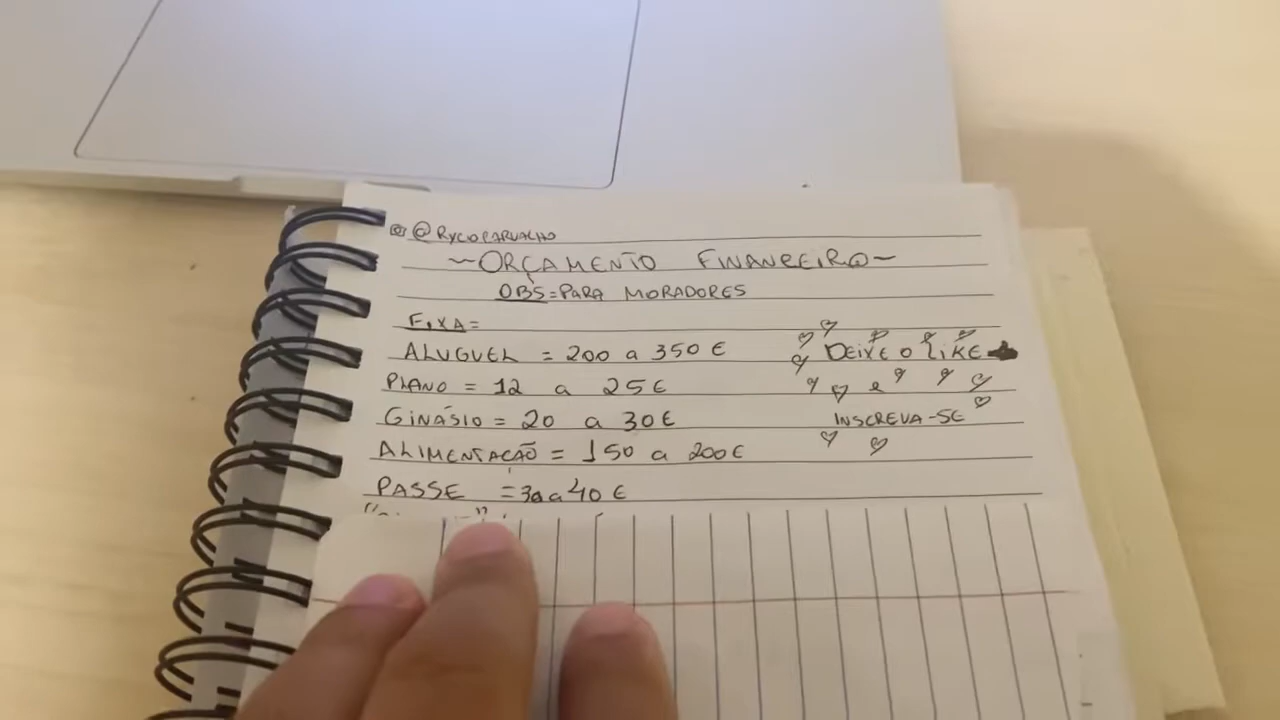 @RYCOCARVALHO
~ORÇAMENTO FINANCEIRO~
OBS=PARA MORADORES
FIXA=
ALUGUEL = 200 a 350 €
DEIXE O LIKE
PLANO = 12 a 25€
e
GINÁSIO = 20 a 30€
INSCREVA-SE
ALIMENTAÇÃO = 150 a 200€
PASSE = 30 a 40 €